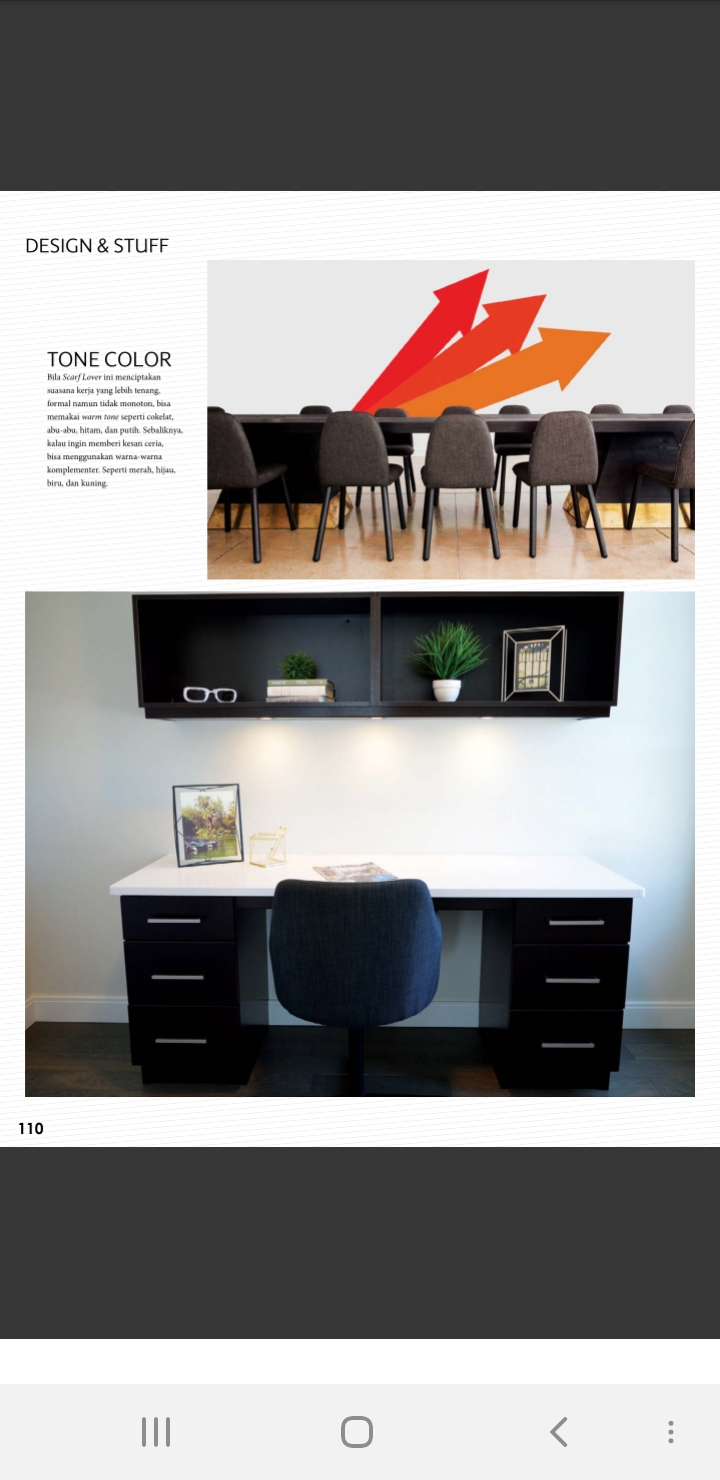 DESIGN & STUFF
TONE COLOR
Bila Scarf Lover ini menciptakan
suasana kerja yang lebih tenang,
formal namun tidak monoton, bisa
memakai warm tone seperti cokelat,
abu-abu, hitam, dan putih. Sebaliknya,
kalau ingin memberi kesan ceria,
bisa menggunakan warna-warna
komplementer. Seperti merah, hijau,
biru, dan kuning.
110